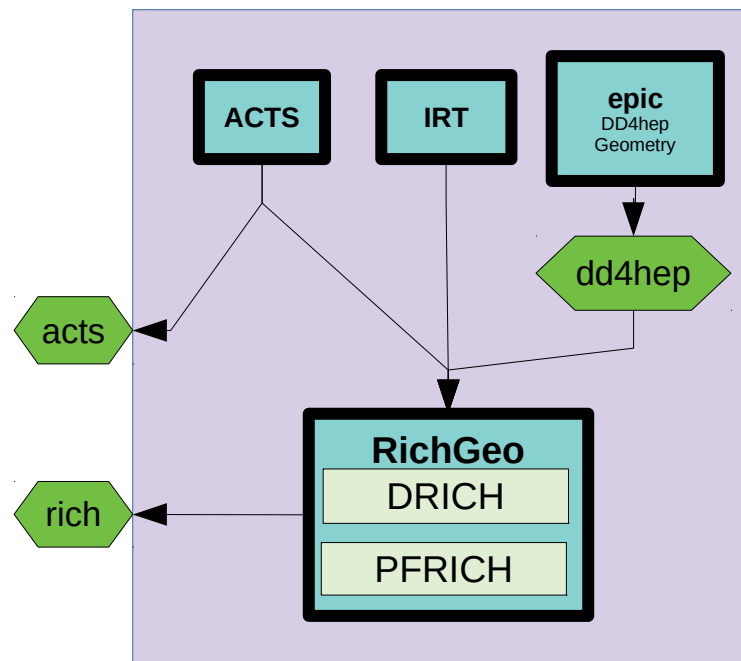 ACTS
IRT
epic
DD4hep
Geometry
dd4hep
acts
RichGeo
DRICH
rich
PFRICH